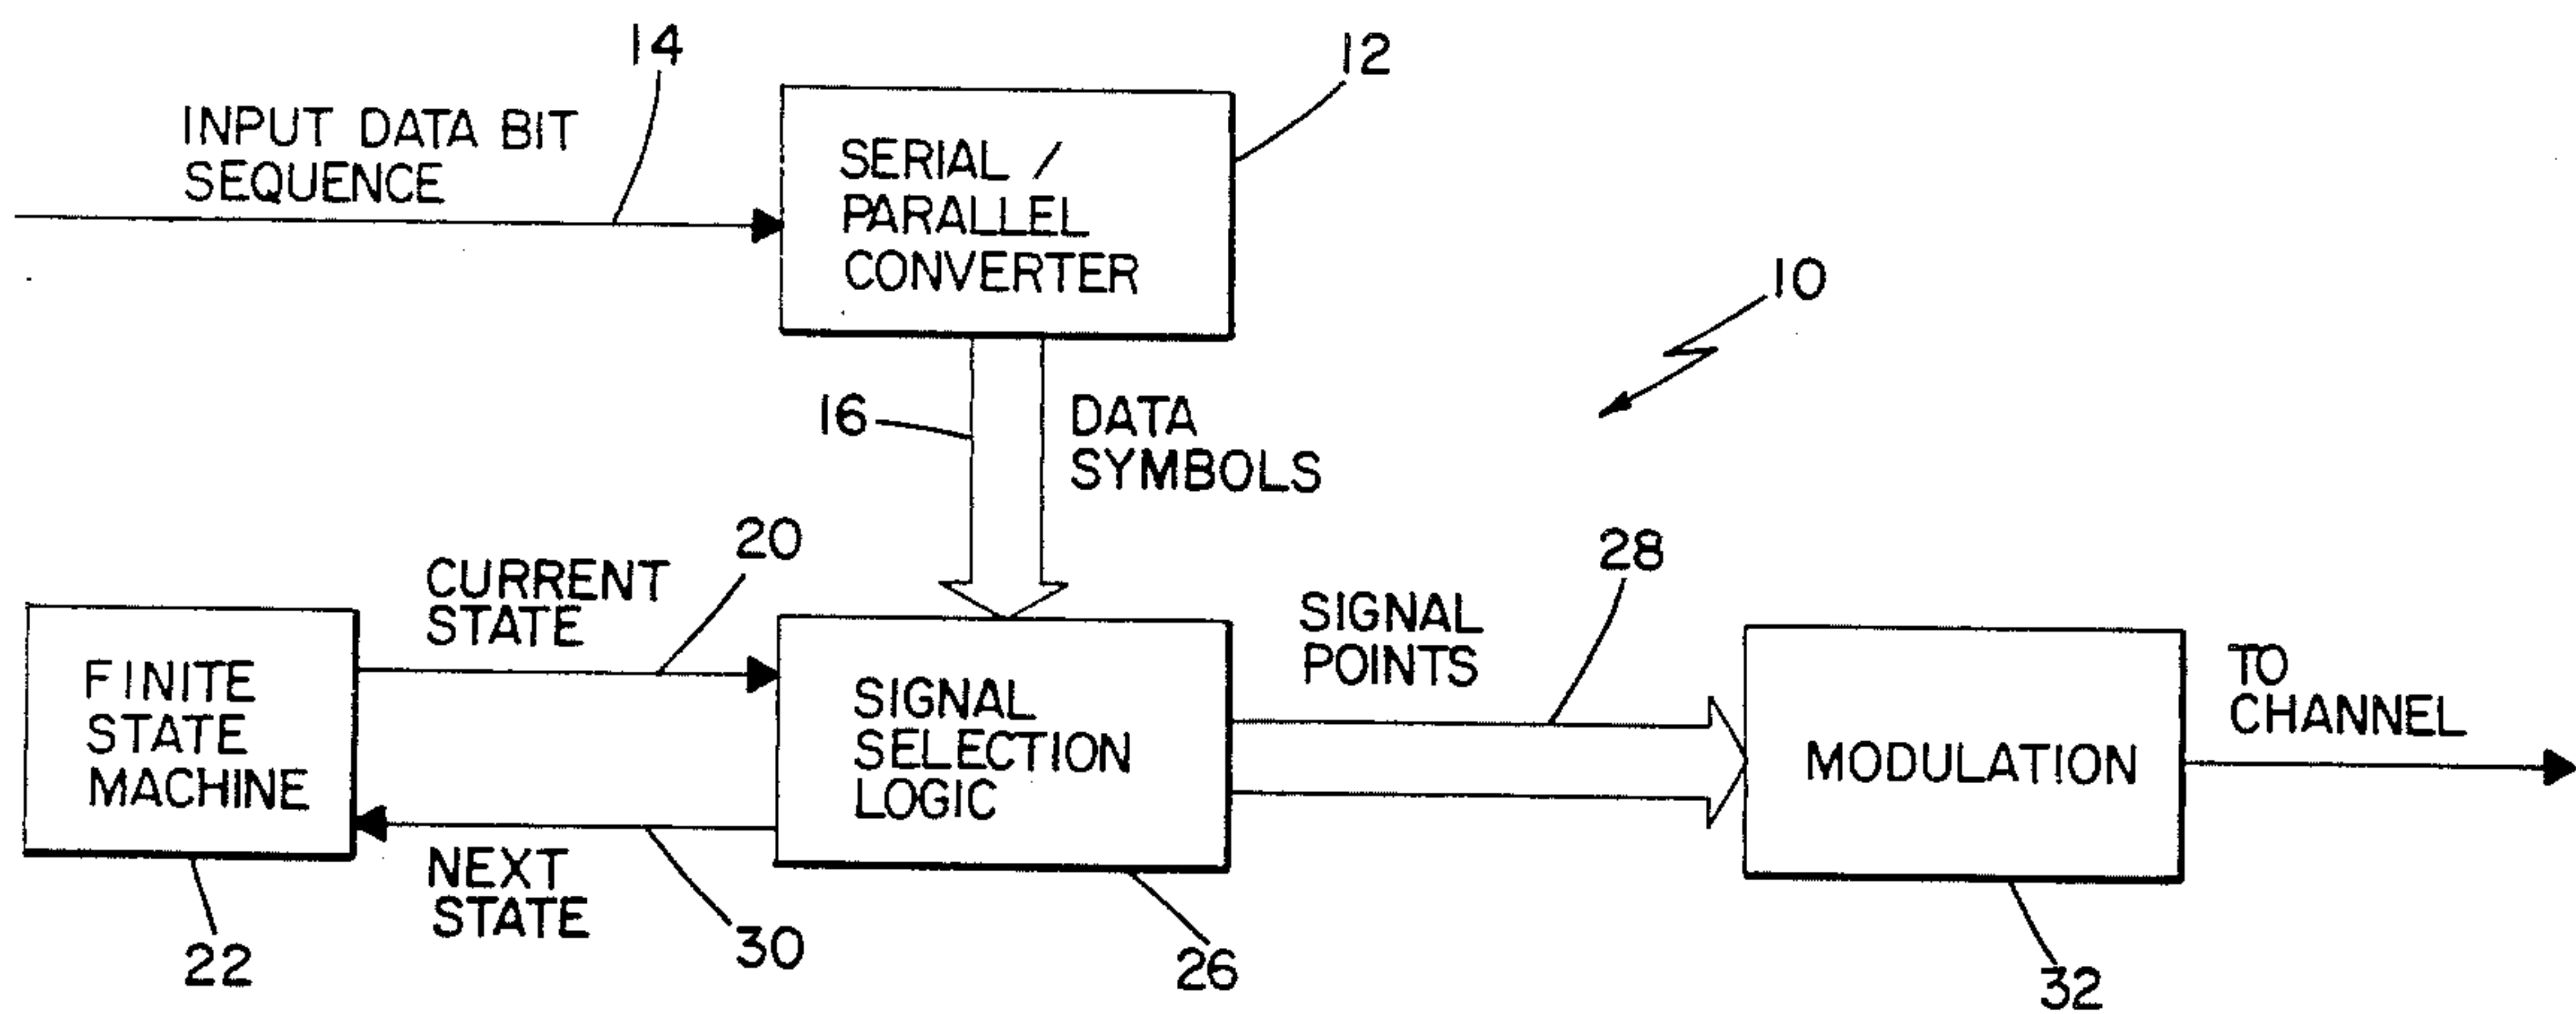 14
12
INPUT DATA BIT
SEQUENCE
SERIAL /
PARALLEL
CONVERTER
10
16
DATA
SYMBOLS
20
28
CURRENT
STATE
SIGNAL
POINTS
TO
CHANNEL
FINITE
STATE
MACHINE
SIGNAL
SELECTION
LOGIC
MODULATION
NEXT
STATE
22
30
26
32